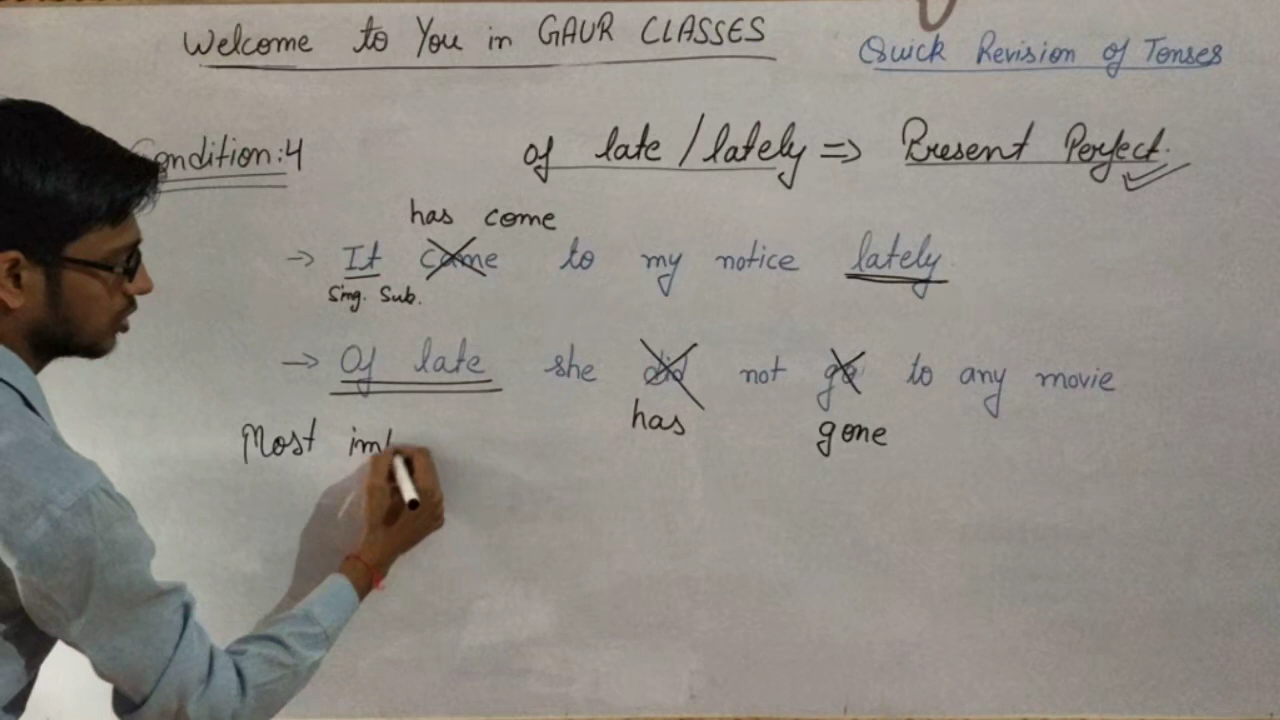 Welcome to You in GAUR CLASSES
Quick Revision of Tenses
Condition:4
of late / lately => Present Perfect.
has come
→ It came to my notice lately.
Sing. Sub.
→ Of late she did not go to any movie
has gone
Most im